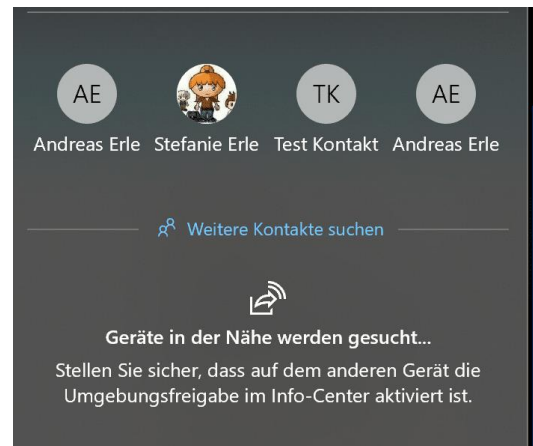 AE TK AE
Andreas Erle Stefanie Erle Test Kontakt Andreas Erle
Weitere Kontakte suchen
Geräte in der Nähe werden gesucht...
Stellen Sie sicher, dass auf dem anderen Gerät die
Umgebungsfreigabe im Info-Center aktiviert ist.